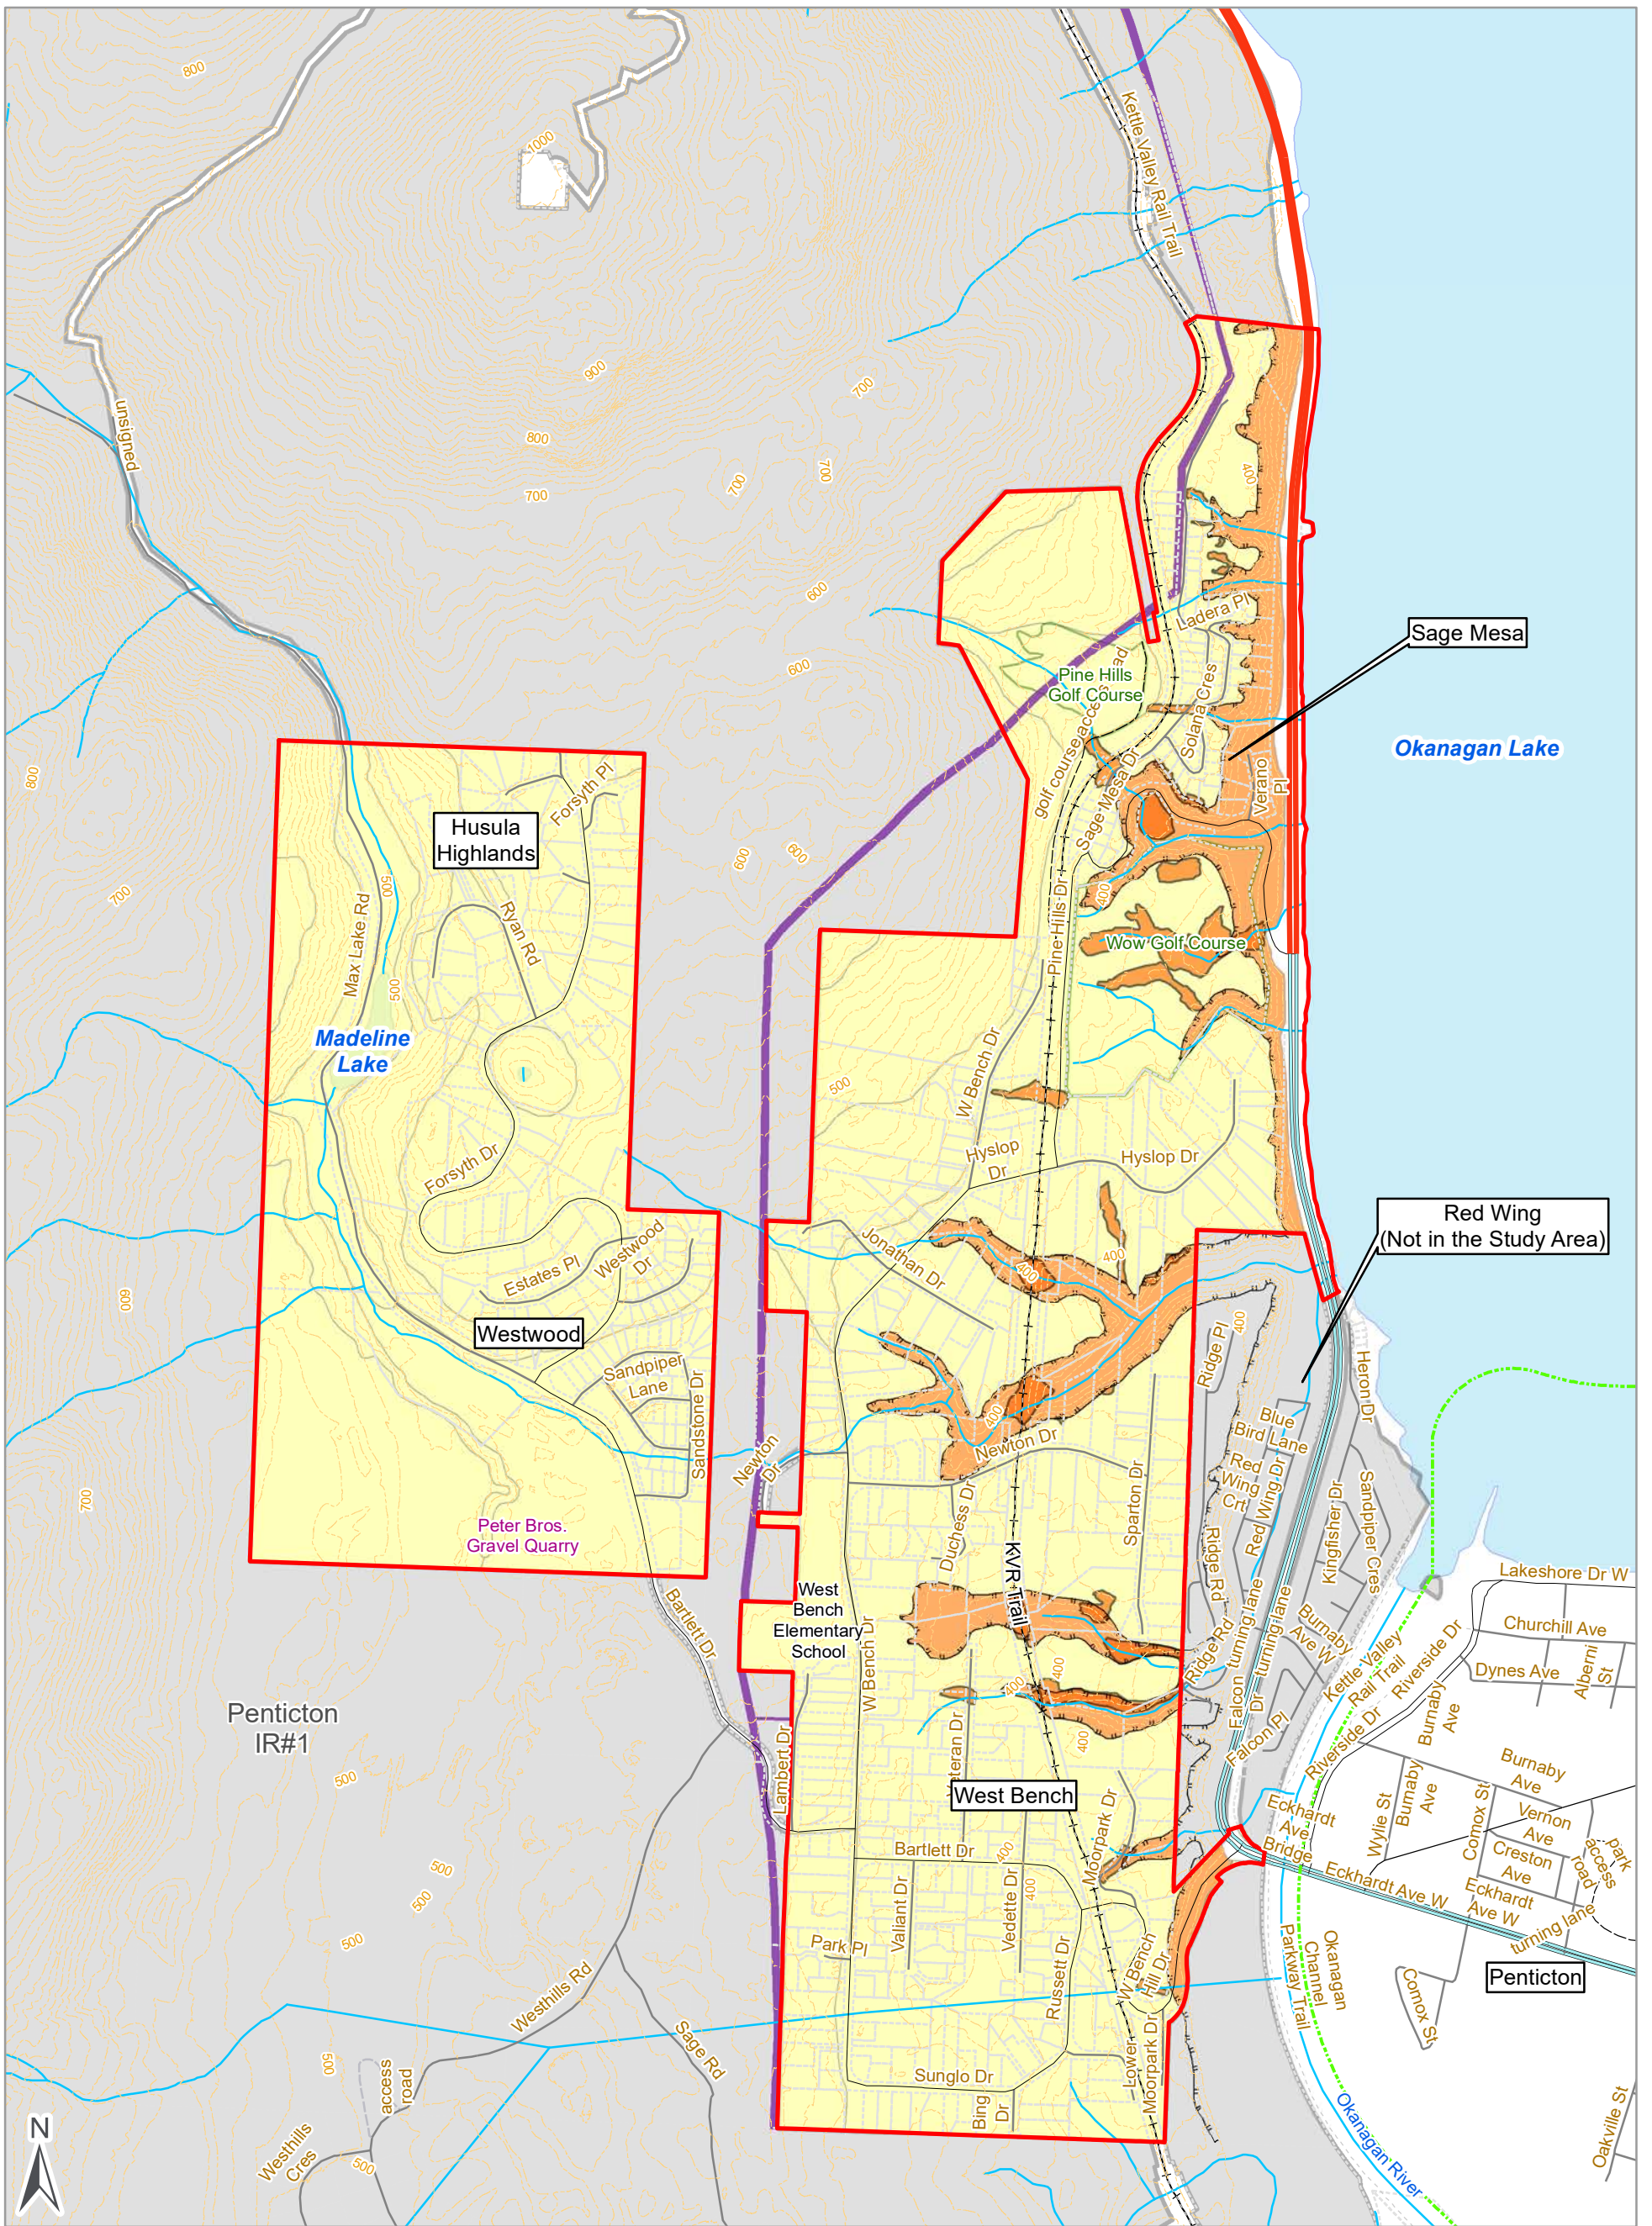 800
1000
Kettle Valley Rail Trail
unsigned
900
700
800
700
700
700
400
600
Ladera Pl
Sage Mesa
600
Pine Hills
Golf Course
Solana Cres
Okanagan Lake
800
golf course acce
ad
Sage Mesa Dr
Verano
Pl
Forsyth Pl
Husula
Highlands
600
600
500
700
Max Lake Rd
Ryan Rd
400
Pine Hills Dr
Wow Golf Course
500
Madeline
Lake
W Bench Dr
500
Forsyth Dr
Hyslop
Dr
Hyslop Dr
Red Wing
(Not in the Study Area)
Westwood
Dr
Jonathan Dr
400
400
Estates Pl
600
400
Westwood
Ridge Pl
Heron Dr
Sandpiper
Lane
Sandstone Dr
400
Blue
Bird Lane
Newton
Dr
Newton Dr
Red
Wing
Crt
Red Wing Dr
700
Duchess Dr
Sparton Dr
Kingfisher Dr
Sandpiper Cres
Peter Bros.
Gravel Quarry
Ridge Rd
KVR Trail
Lakeshore Dr W
West
Bench
Elementary
School
Bartlett Dr
W Bench Dr
Ridge Rd
Falcon
Dr
turning lane
turning lane
Burnaby
Ave W
Kettle Valley
Rail Trail
Riverside Dr
Churchill Ave
Dynes Ave
Alberni
St
400
400
Penticton
IR#1
400
Falcon Pl
Riverside Dr
Burnaby
Ave
Lambert Dr
teran Dr
500
West Bench
Moorpark Dr
Eckhardt
Ave
Bridge
Wylie St
Burnaby
Ave
Burnaby
Ave
Comox St
Vernon
Ave
Creston
Ave
park
access
road
Bartlett Dr
400
500
500
Valiant Dr
Vedette Dr
400
Eckhardt Ave W
Eckhardt
Ave W
turning lane
500
Park Pl
Russett Dr
W Bench
Hill Dr
Parkway Trail
Okanagan
Channel
Penticton
Comox St
Westhills Rd
Sage Rd
500
access
road
Sunglo Dr
Lower
Moorpark Dr
Bing
Dr
Okanagan River
Oakville St
N
Westhills
Cres
500